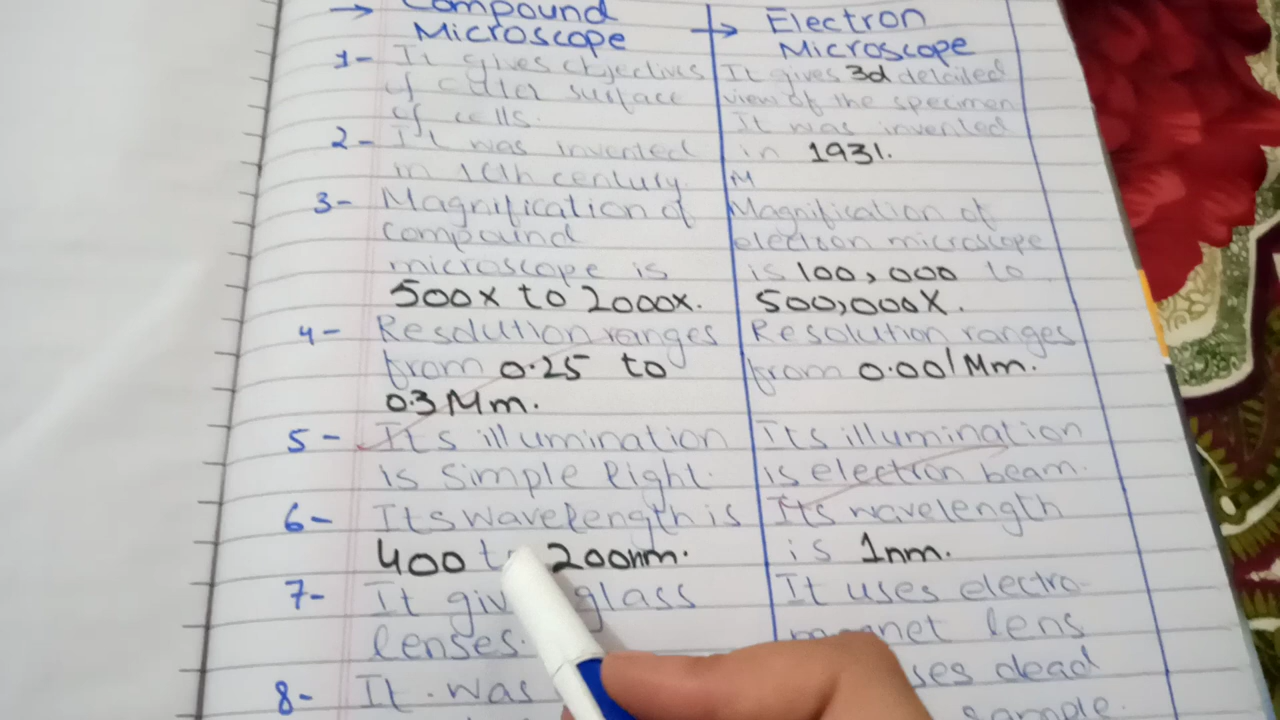 → Compound → Electron
Microscope Microscope
1- It gives objectives It gives 3d detailed
of outer surface view of the specimen
of cells. It was invented
2- It was invented in 1931.
in 16th century. M
3- Magnification of Magnification of
compound electron microscope
microscope is is 100,000 to
500x to 2000x. 500,000X.
4- Resolution ranges Resolution ranges
from 0.25 to from 0.001Mm.
0.3 Mm.
5- Its illumination Its illumination
is simple light. is electron beam.
6- Its wavelength is Its wavelength
400 200nm. is 1nm.
7- It glass It uses electro-
lenses. lens
8- It was dead
sample.